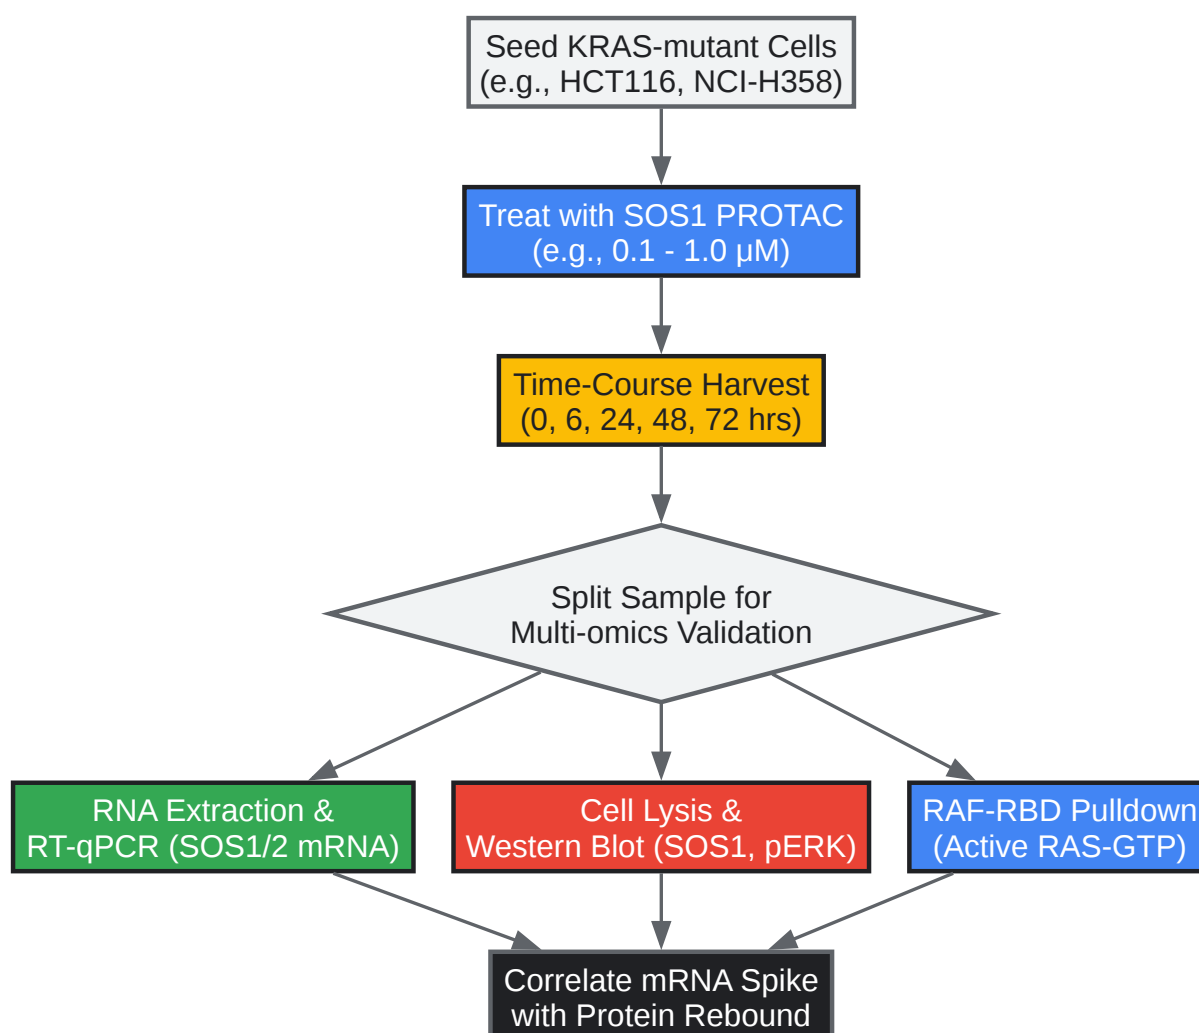 Seed KRAS-mutant Cells
(e.g., HCT116, NCI-H358)
Treat with SOS1 PROTAC
(e.g., 0.1 - 1.0 μM)
Time-Course Harvest
(0, 6, 24, 48, 72 hrs)
Split Sample for
Multi-omics Validation
RNA Extraction &
RT-qPCR (SOS1/2 mRNA)
Cell Lysis &
Western Blot (SOS1, pERK)
RAF-RBD Pulldown
(Active RAS-GTP)
Correlate mRNA Spike
with Protein Rebound